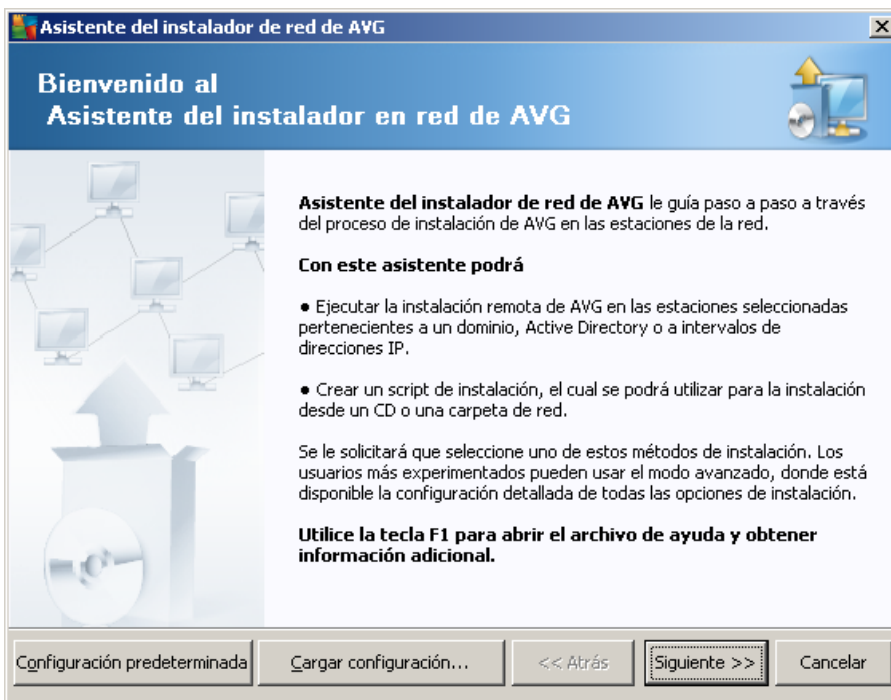 Asistente del instalador de red de AVG
Bienvenido al
Asistente del instalador en red de AVG
Asistente del instalador de red de AVG le guía paso a paso a través
del proceso de instalación de AVG en las estaciones de la red.
Con este asistente podrá
● Ejecutar la instalación remota de AVG en las estaciones seleccionadas
pertenecientes a un dominio, Active Directory o a intervalos de
direcciones IP.
● Crear un script de instalación, el cual se podrá utilizar para la instalación
desde un CD o una carpeta de red.
Se le solicitará que seleccione uno de estos métodos de instalación. Los
usuarios más experimentados pueden usar el modo avanzado, donde está
disponible la configuración detallada de todas las opciones de instalación.
Utilice la tecla F1 para abrir el archivo de ayuda y obtener
información adicional.
Configuración predeterminada
Cargar configuración...
<< Atrás
Siguiente >>
Cancelar